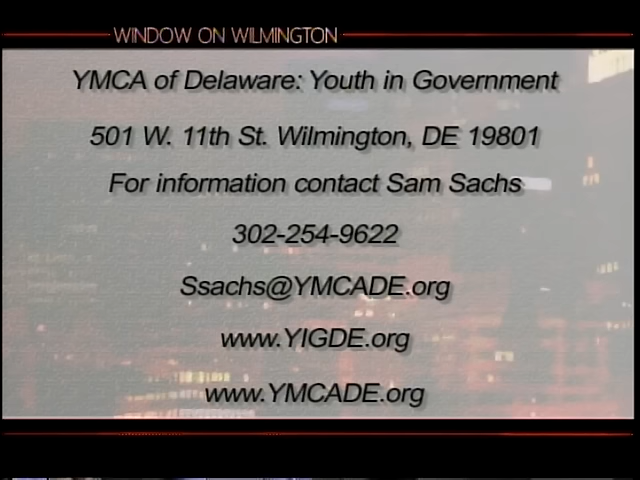 WINDOW ON WILMINGTON
YMCA of Delaware: Youth in Government
501 W. 11th St. Wilmington, DE 19801
For information contact Sam Sachs
302-254-9622
Ssachs@YMCADE.org
www.YIGDE.org
www.YMCADE.org